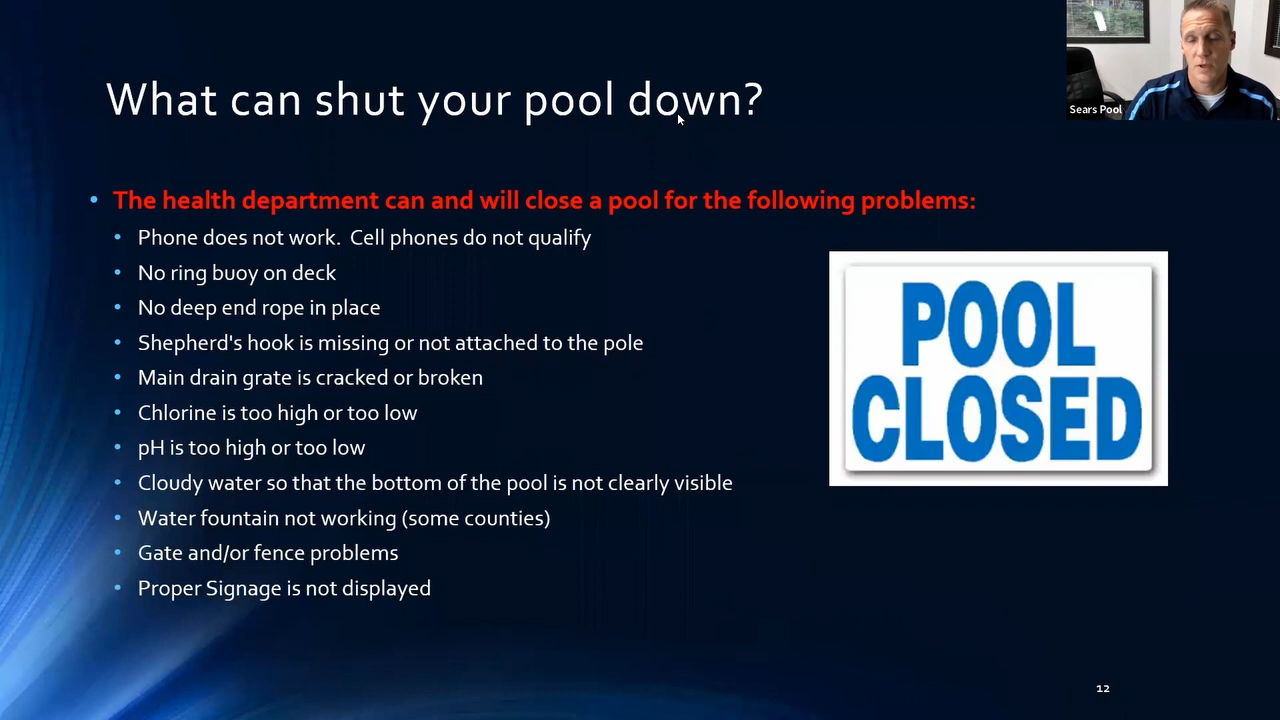 Sears Pool
What can shut your pool down?
The health department can and will close a pool for the following problems:
Phone does not work.  Cell phones do not qualify
No ring buoy on deck
No deep end rope in place
Shepherd's hook is missing or not attached to the pole
Main drain grate is cracked or broken
Chlorine is too high or too low
pH is too high or too low
Cloudy water so that the bottom of the pool is not clearly visible
Water fountain not working (some counties)
Gate and/or fence problems
Proper Signage is not displayed
POOL
CLOSED
12